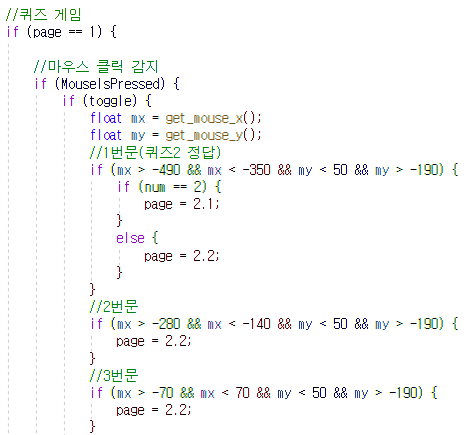 //퀴즈 게임
if (page == 1) {
//마우스 클릭 감지
if (MouseIsPressed) {
if (toggle) {
float mx = get_mouse_x();
float my = get_mouse_y();
//1번문(퀴즈2 정답)
if (mx > -490 && mx < -350 && my < 50 && my > -190) {
if (num == 2) {
page = 2.1;
}
else {
page = 2.2;
}
}
//2번문
if (mx > -280 && mx < -140 && my < 50 && my > -190) {
page = 2.2;
}
//3번문
if (mx > -70 && mx < 70 && my < 50 && my > -190) {
page = 2.2;
}